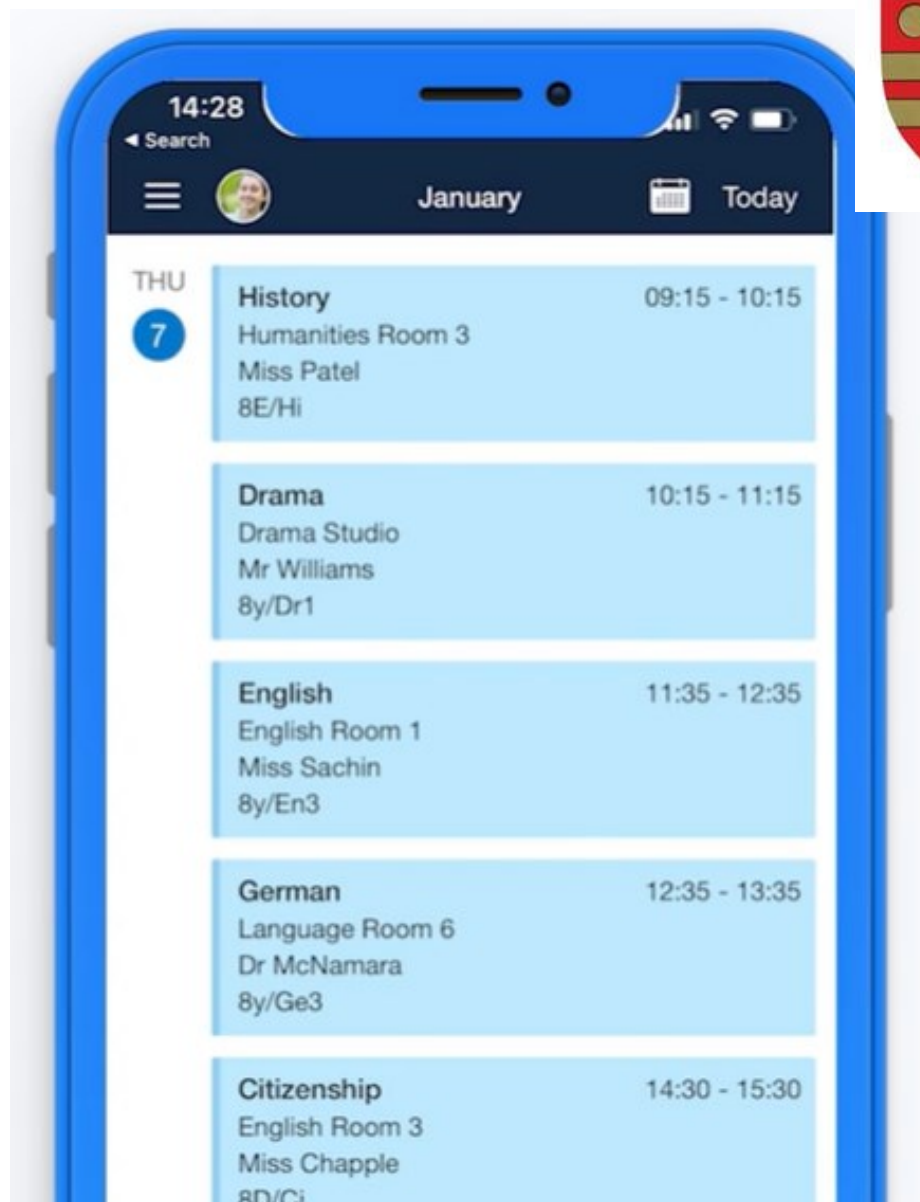 14:28
Search
January
Today
THU
7
History
09:15 - 10:15
Humanities Room 3
Miss Patel
8E/Hi
Drama
10:15 - 11:15
Drama Studio
Mr Williams
8y/Dr1
English
11:35 - 12:35
English Room 1
Miss Sachin
8y/En3
German
12:35 - 13:35
Language Room 6
Dr McNamara
8y/Ge3
Citizenship
14:30 - 15:30
English Room 3
Miss Chapple
8D/Ci